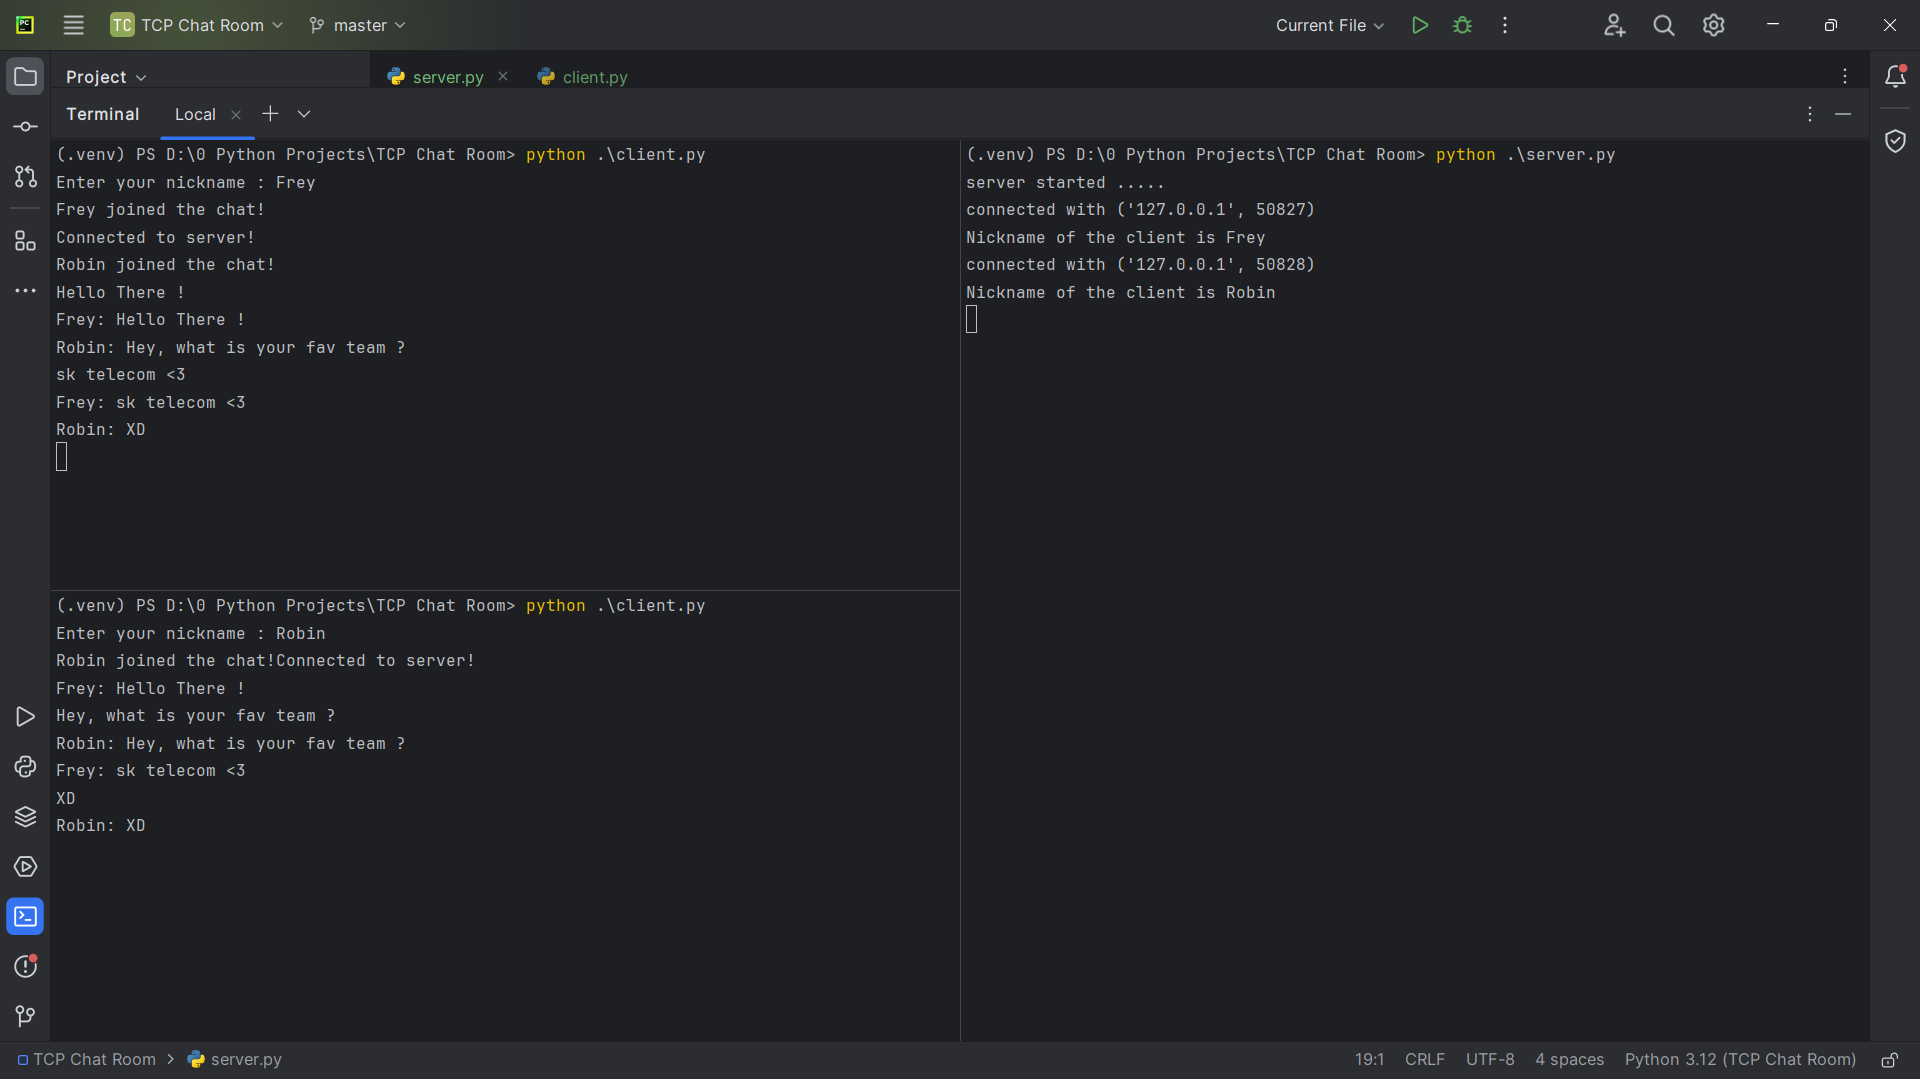 TC TCP Chat Room master Current File
Project server.py client.py
Terminal Local
(.venv) PS D:\0 Python Projects\TCP Chat Room> python .\client.py
Enter your nickname : Frey
Frey joined the chat!
Connected to server!
Robin joined the chat!
Hello There !
Frey: Hello There !
Robin: Hey, what is your fav team ?
sk telecom <3
Frey: sk telecom <3
Robin: XD
(.venv) PS D:\0 Python Projects\TCP Chat Room> python .\server.py
server started .....
connected with ('127.0.0.1', 50827)
Nickname of the client is Frey
connected with ('127.0.0.1', 50828)
Nickname of the client is Robin
(.venv) PS D:\0 Python Projects\TCP Chat Room> python .\client.py
Enter your nickname : Robin
Robin joined the chat!Connected to server!
Frey: Hello There !
Hey, what is your fav team ?
Robin: Hey, what is your fav team ?
Frey: sk telecom <3
XD
Robin: XD
TCP Chat Room > server.py 19:1 CRLF UTF-8 4 spaces Python 3.12 (TCP Chat Room)